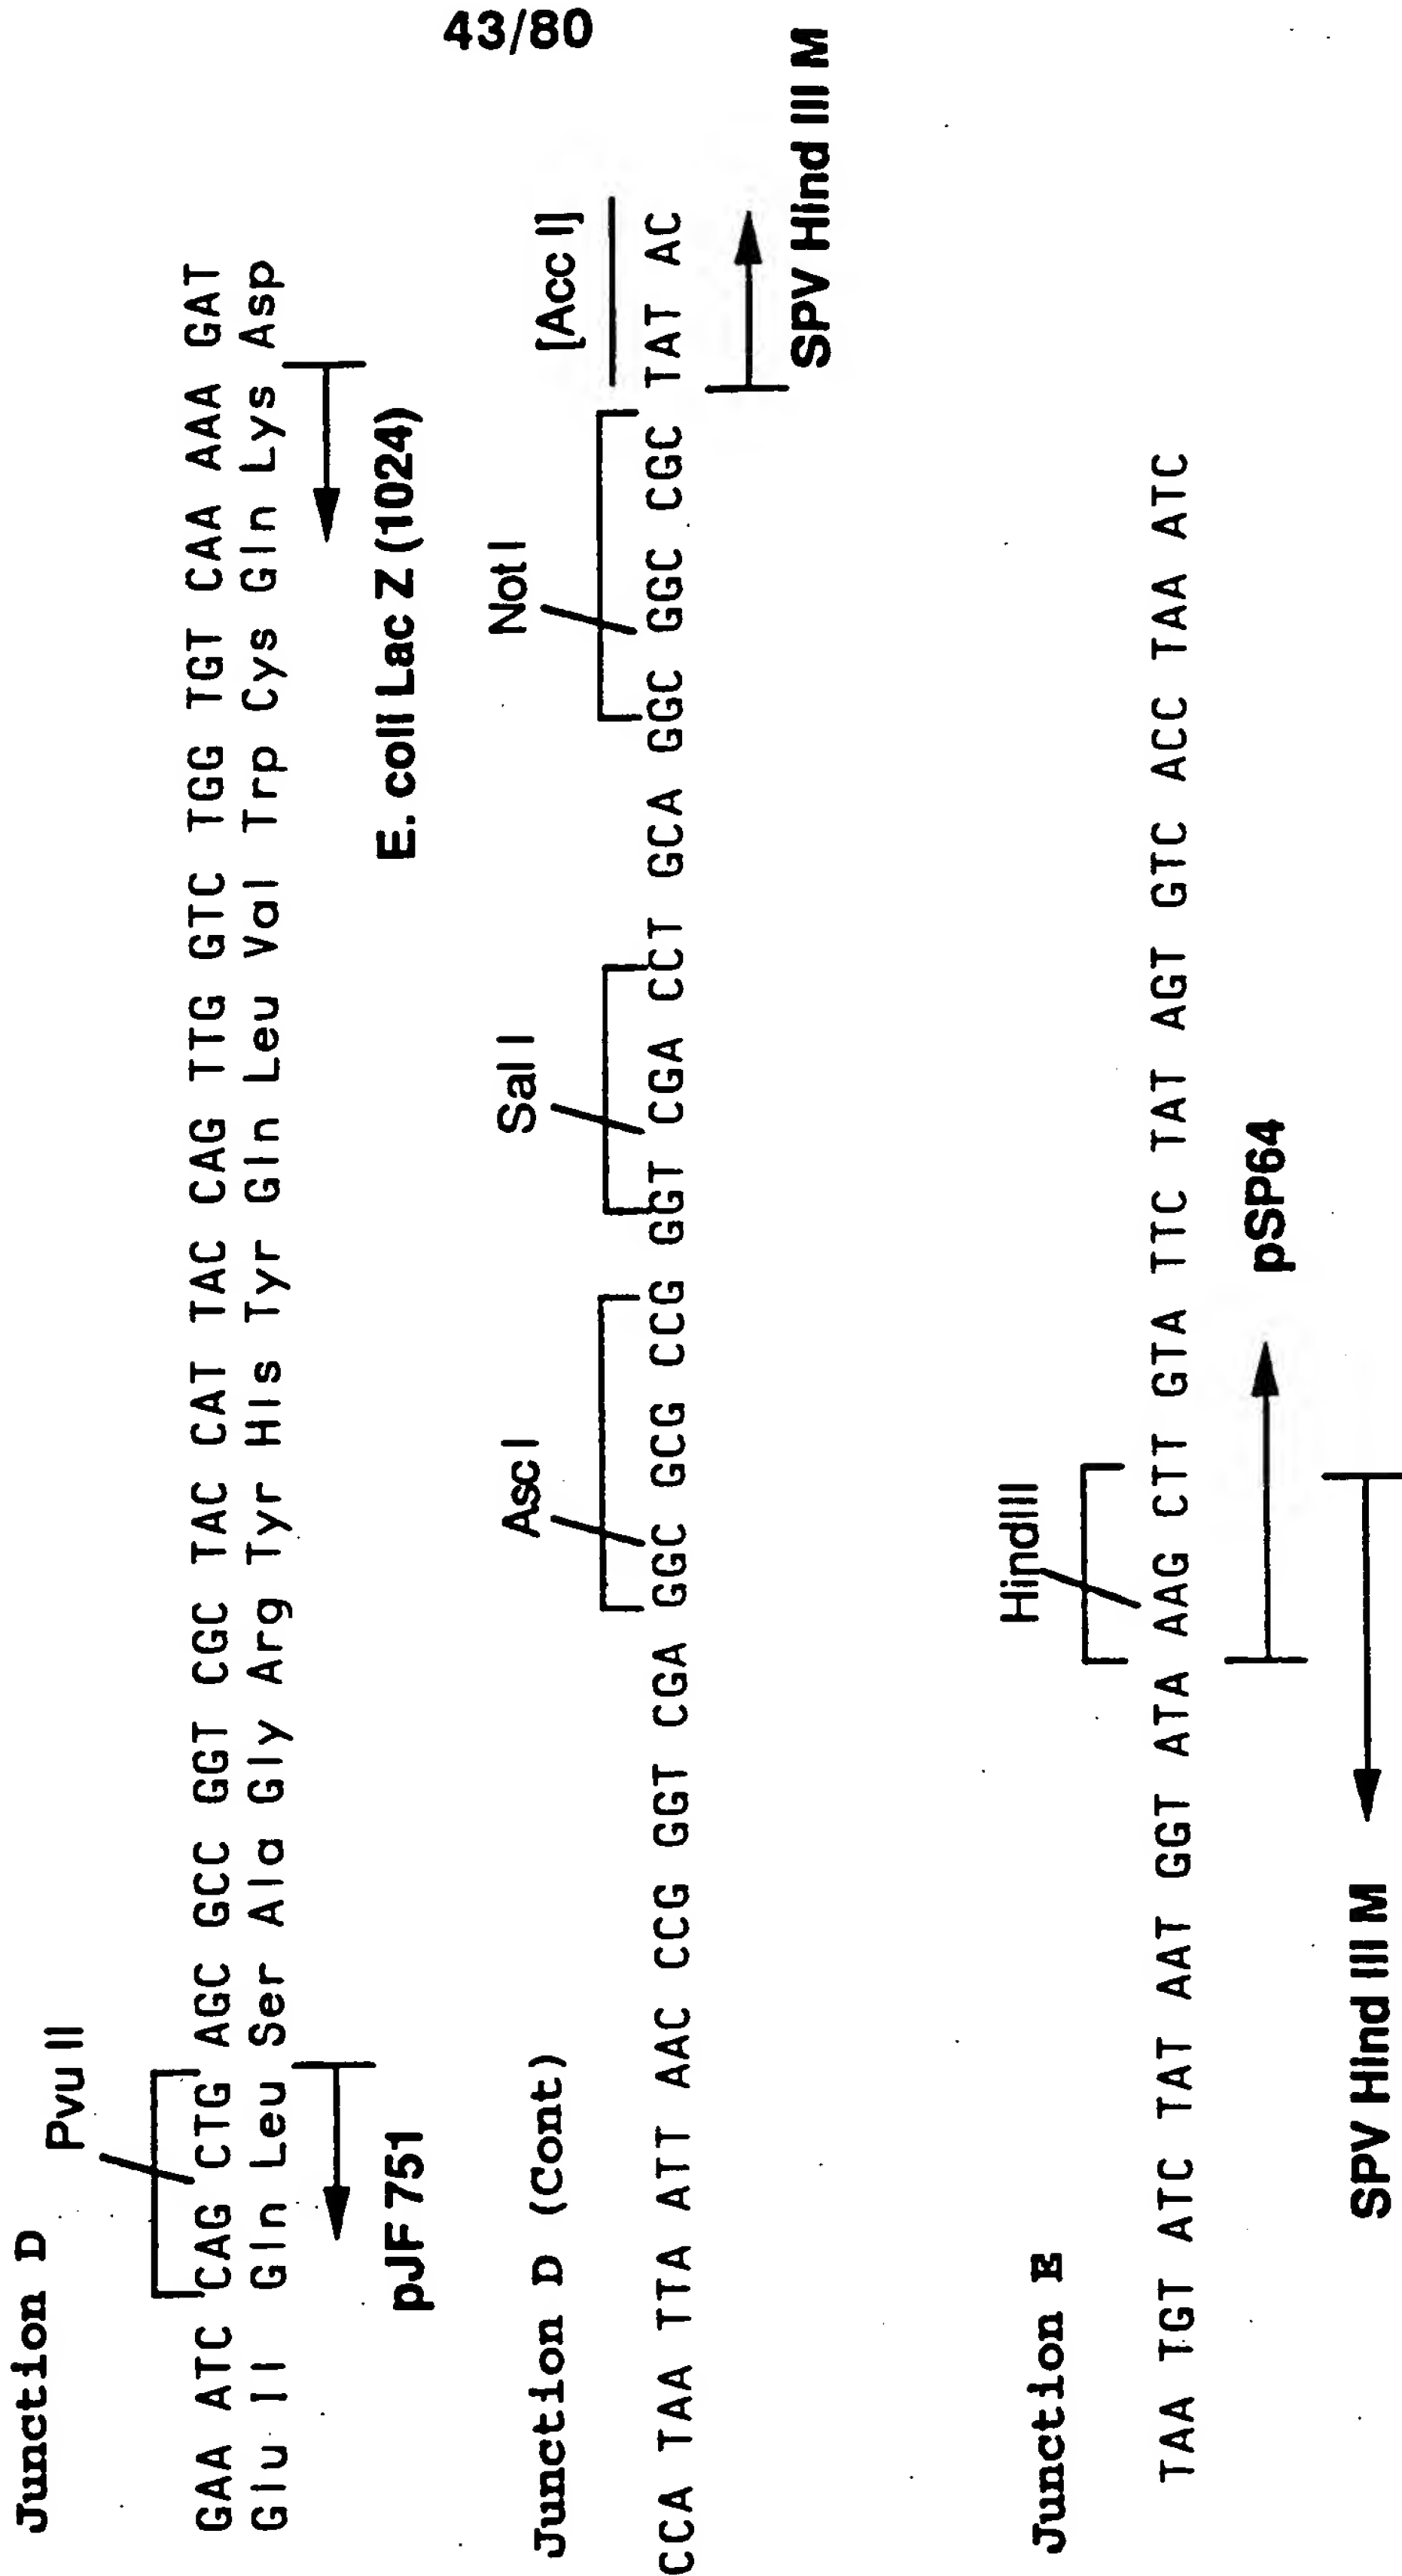 43/80
Junction D
Pvu II
GAA ATC CAG CTG AGC GCC GGT CGC TAC CAT TAC CAG TTG GTC TGG TGT CAA AAA GAT
Glu Il Gln Leu Ser Ala Gly Arg Tyr His Tyr Gln Leu Val Trp Cys Gln Lys Asp
pJF 751
E. coli Lac Z (1024)
Junction D (Cont)
Asc I
Sal I
Not I
[Acc I]
CCA TAA TTA ATT AAC CCG GGT CGA GGC GCG CCG GGT CGA CCT GCA GGC GGC CGC TAT AC
SPV Hind III M
Junction E
HindIII
TAA TGT ATC TAT AAT GGT ATA AAG CTT GTA TTC TAT AGT GTC ACC TAA ATC
pSP64
SPV Hind III M